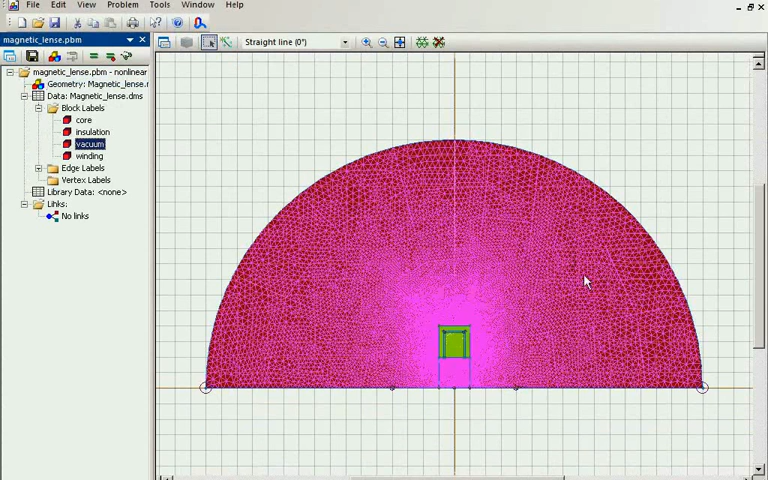 File Edit View Problem Tools Window Help
magnetic_lense.pbm
Straight line (0°)
magnetic_lense.pbm - nonlinear
Geometry: Magnetic_lense.r
Data: Magnetic_lense.dms
Block Labels
core
insulation
vacuum
winding
Edge Labels
Vertex Labels
Library Data: <none>
Links:
No links